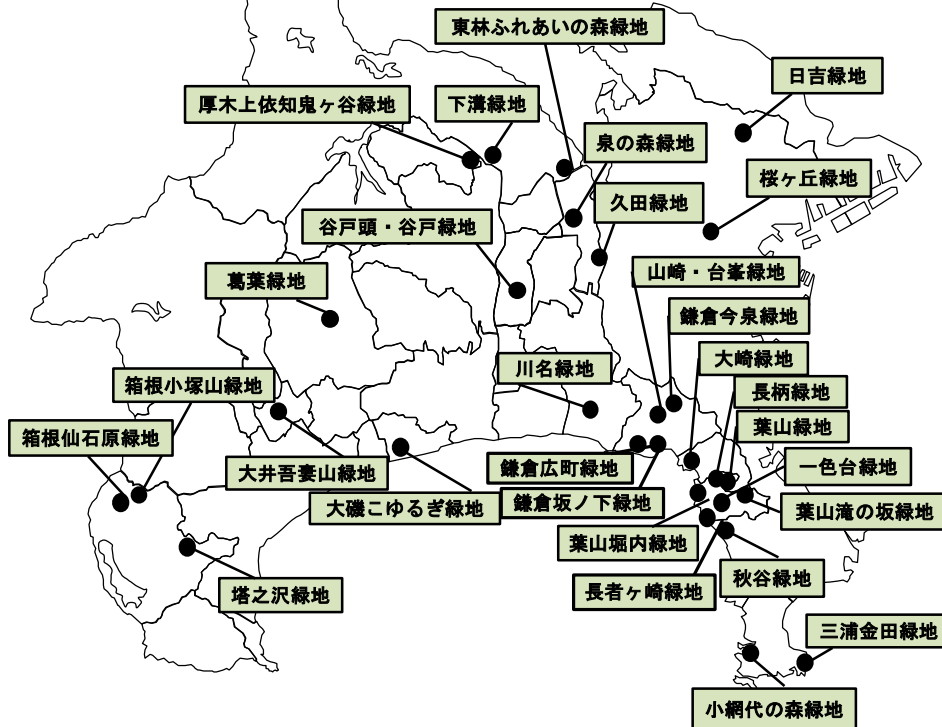 東林ふれあいの森緑地
日吉緑地
厚木上依知鬼ヶ谷緑地
下溝緑地
泉の森緑地
桜ヶ丘緑地
久田緑地
谷戸頭・谷戸緑地
山崎・台峯緑地
葛葉緑地
鎌倉今泉緑地
大崎緑地
川名緑地
箱根小塚山緑地
長柄緑地
葉山緑地
箱根仙石原緑地
一色台緑地
鎌倉広町緑地
大井吾妻山緑地
大磯こゆるぎ緑地
鎌倉坂ノ下緑地
葉山滝の坂緑地
葉山堀内緑地
秋谷緑地
長者ヶ崎緑地
塔之沢緑地
三浦金田緑地
小網代の森緑地